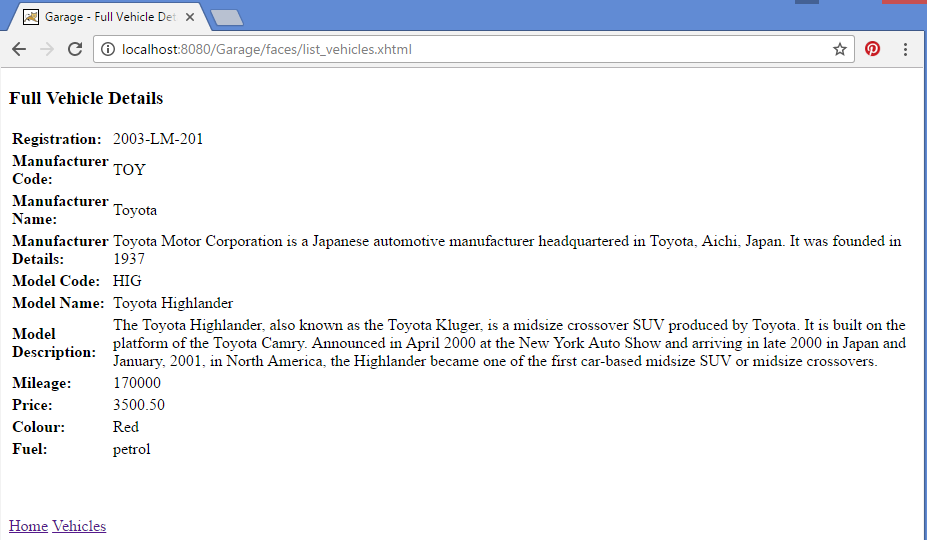 Garage - Full Vehicle Det
localhost:8080/Garage/faces/list_vehicles.xhtml
Full Vehicle Details
Registration: 2003-LM-201
Manufacturer Code: TOY
Manufacturer Name: Toyota
Manufacturer Details: Toyota Motor Corporation is a Japanese automotive manufacturer headquartered in Toyota, Aichi, Japan. It was founded in
1937
Model Code: HIG
Model Name: Toyota Highlander
Model Description: The Toyota Highlander, also known as the Toyota Kluger, is a midsize crossover SUV produced by Toyota. It is built on the
platform of the Toyota Camry. Announced in April 2000 at the New York Auto Show and arriving in late 2000 in Japan and
January, 2001, in North America, the Highlander became one of the first car-based midsize SUV or midsize crossovers.
Mileage: 170000
Price: 3500.50
Colour: Red
Fuel: petrol
Home Vehicles